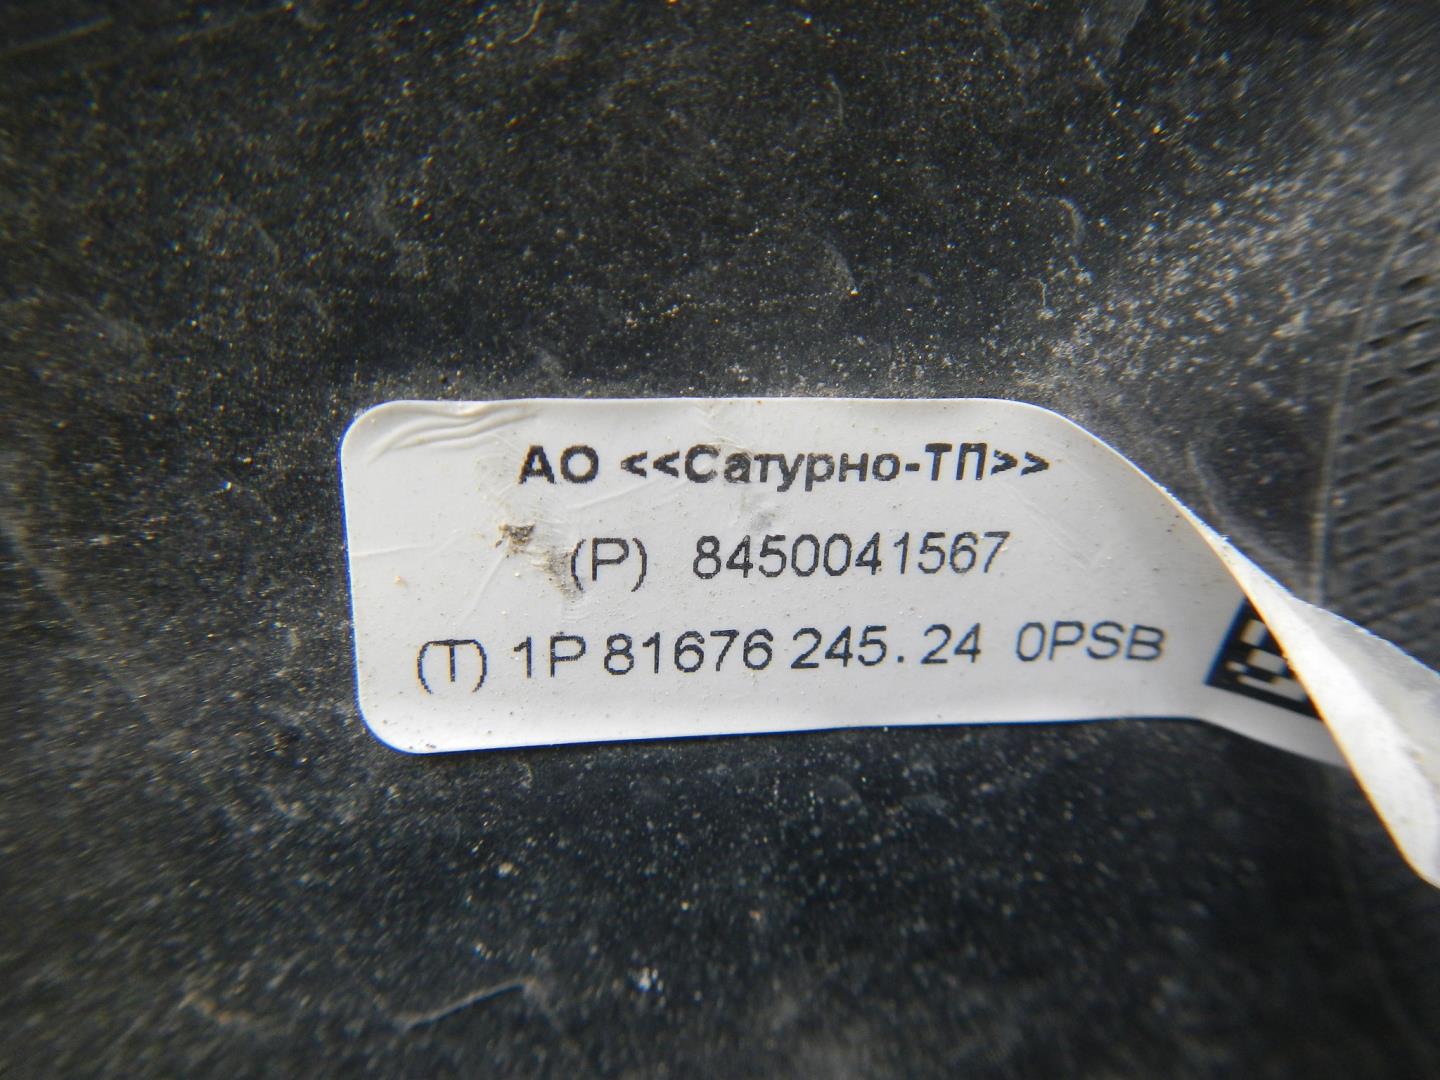 АО <<Сатурно-ТП>>
(P) 8450041567
(T) 1P 81676 245.24 0PSB